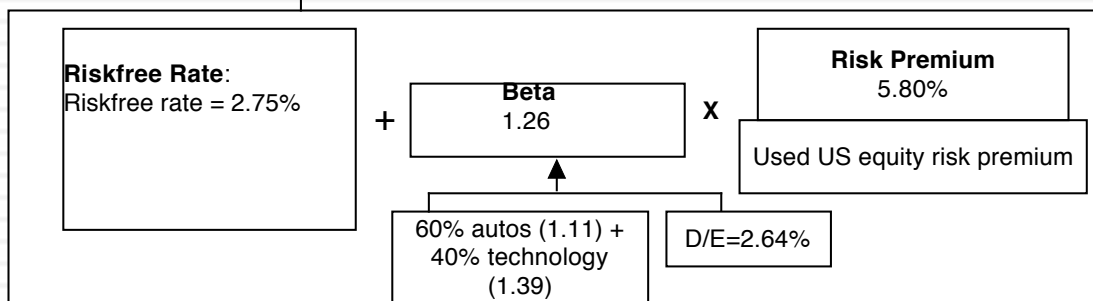 Riskfree Rate:
Riskfree rate = 2.75%
+
Beta
1.26
X
Risk Premium
5.80%
Used US equity risk premium
60% autos (1.11) +
40% technology
(1.39)
D/E=2.64%